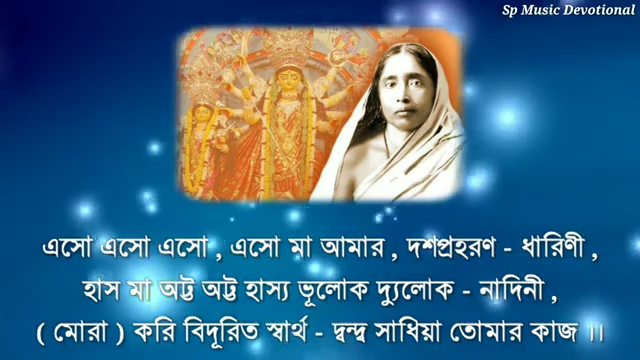 Sp Music Devotional
এসো এসো এসো , এসো মা আমার , দশপ্রহরণ - ধারিণী ,
হাস মা অট্ট অট্ট হাস্য ভূলোক দ্যুলোক - নাদিনী ,
( মোরা ) করি বিদূরিত স্বার্থ - দ্বন্দ্ব সাধিয়া তোমার কাজ ।।